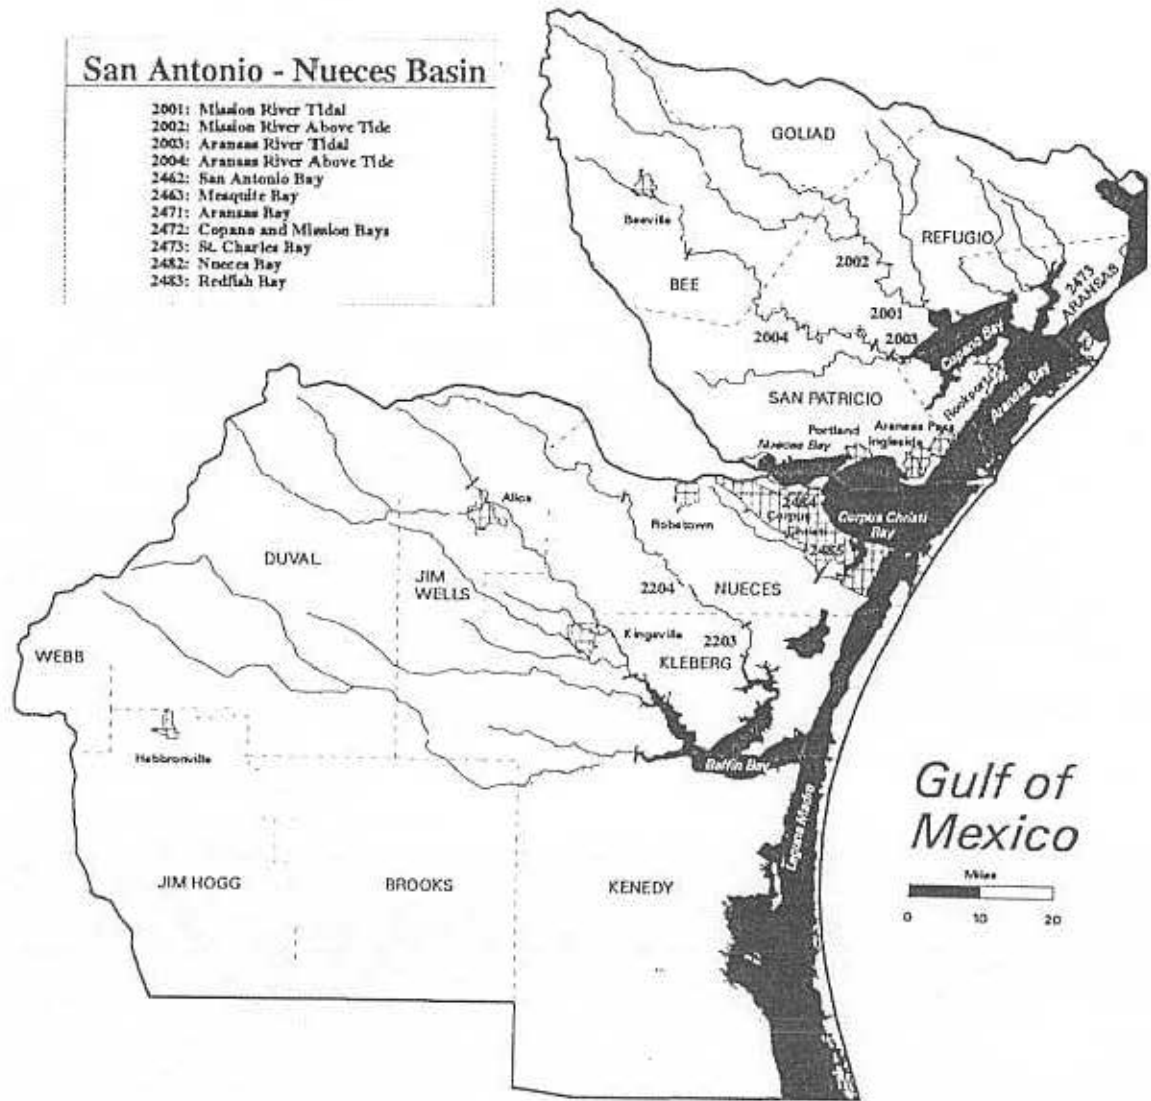 San Antonio - Nueces Basin
2001: Mission River Tidal
2002: Mission River Above Tide
2003: Aransas River Tidal
2004: Aransas River Above Tide
2462: San Antonio Bay
2463: Mesquite Bay
2471: Aransas Bay
2472: Copano and Mission Bays
2473: St. Charles Bay
2482: Nueces Bay
2483: Redfish Bay
GOLIAD
Beeville
REFUGIO
2002
BEE
2473
ARANSAS
2001
2004
2003
Copano Bay
SAN PATRICIO
Rockport
Aransas Bay
Portland
Aransas Pass
Nueces Bay
Ingleside
Alice
Robstown
2484
Corpus
Christi
Corpus Christi
Bay
2485
DUVAL
JIM
WELLS
2204
NUECES
Kingsville
2203
KLEBERG
WEBB
Hebbronville
Baffin Bay
Laguna Madre
Gulf of
Mexico
Miles
0 10 20
JIM HOGG
BROOKS
KENEDY